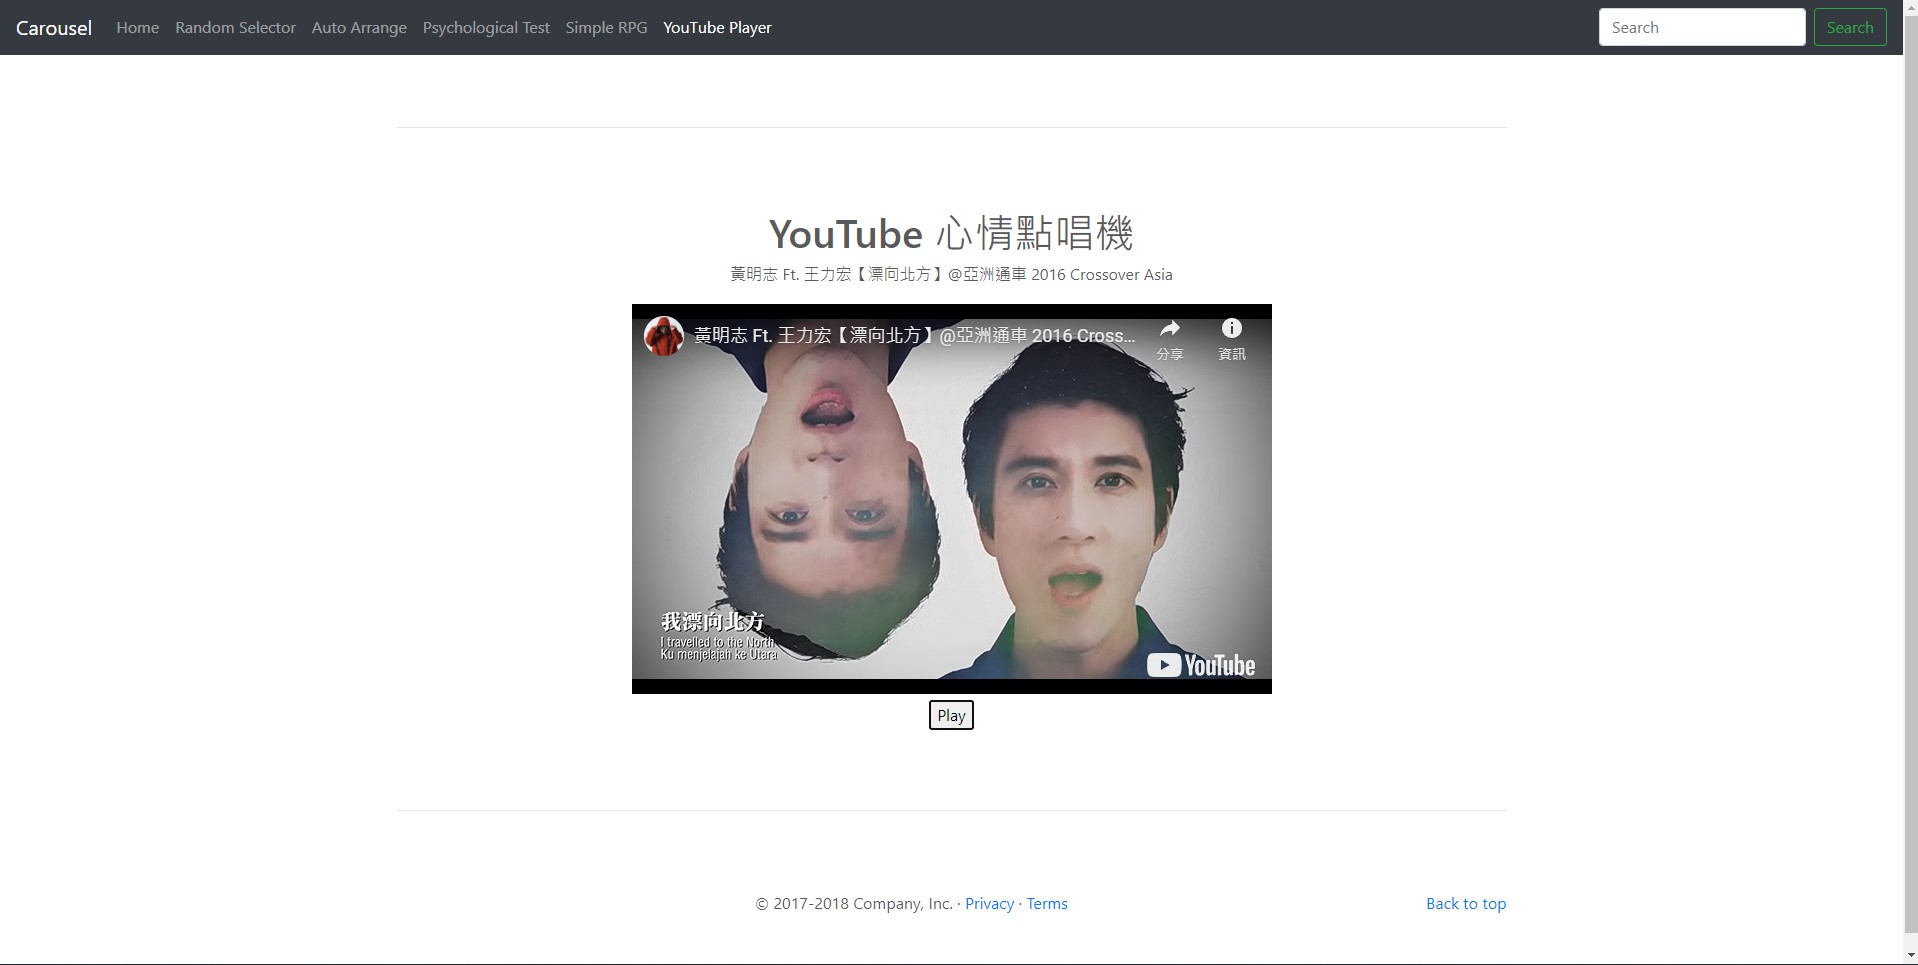 Carousel Home Random Selector Auto Arrange Psychological Test Simple RPG YouTube Player Search Search
YouTube 心情點唱機
黃明志 Ft. 王力宏【漂向北方】@亞洲通車 2016 Crossover Asia
黃明志 Ft. 王力宏【漂向北方】@亞洲通車 2016 Cross...
分享 資訊
我漂向北方
I travelled to the North
Ku menjelajah ke Utara
YouTube
Play
© 2017-2018 Company, Inc. · Privacy · Terms Back to top